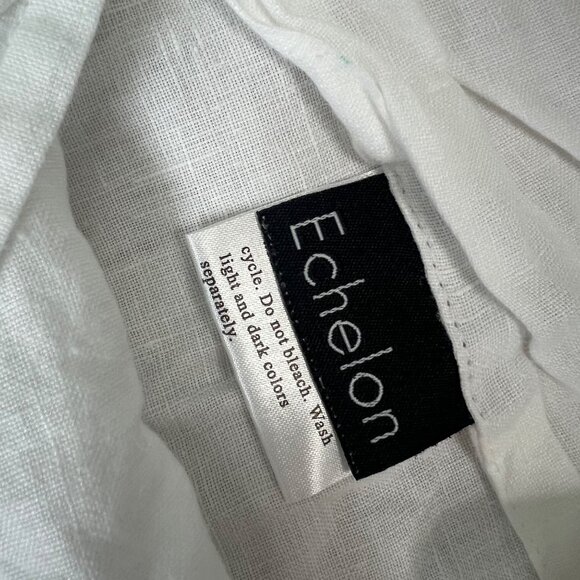 Echelon
cycle. Do not bleach. Wash
light and dark colors
separately.